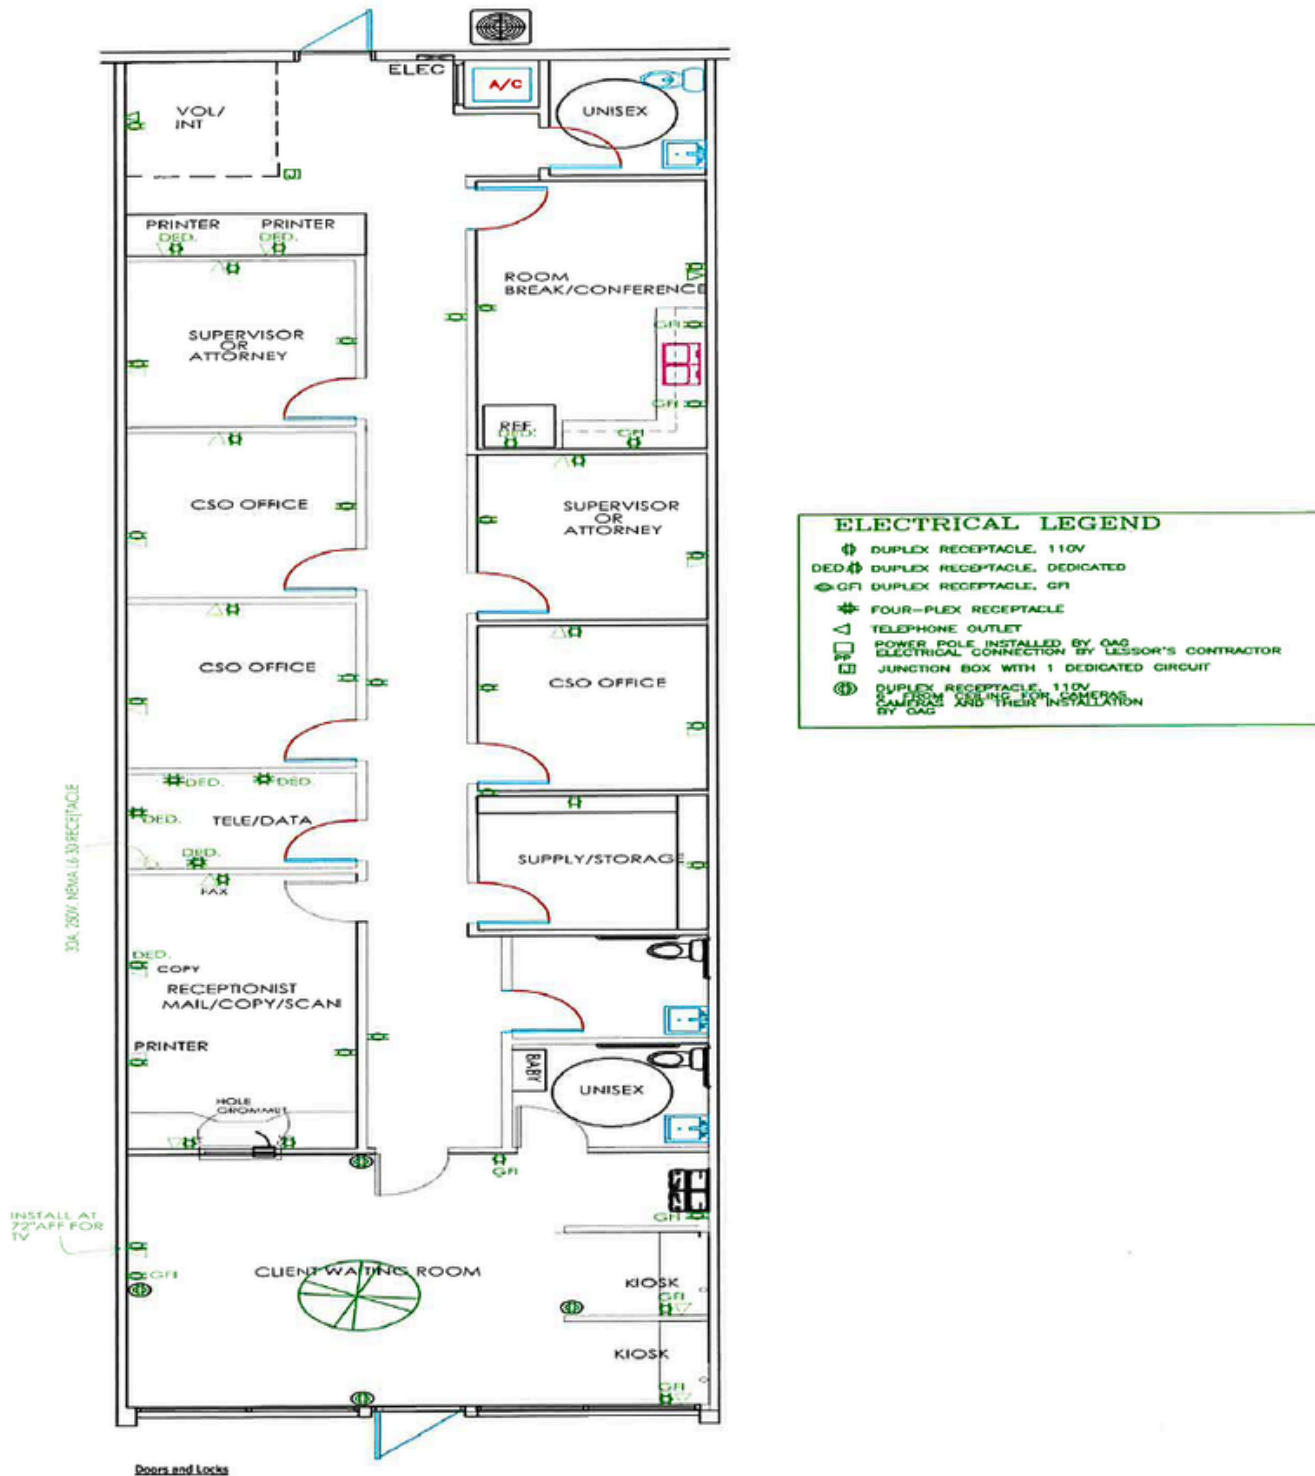 ELEC
A/C
UNISEX
VOL/
INT
PRINTER
PRINTER
DED.
DED.
ROOM
BREAK/CONFERENCE
GFI
GFI
REF.
DED.
GFI
SUPERVISOR
OR
ATTORNEY
CSO OFFICE
SUPERVISOR
OR
ATTORNEY
CSO OFFICE
CSO OFFICE
DED.
DED.
DED.
TELE/DATA
DED.
SUPPLY/STORAGE
FAX
DED.
COPY
RECEPTIONIST
MAIL/COPY/SCAN
PRINTER
HOLE
GROMMET
BABY
UNISEX
GFI
GFI
INSTALL AT
72"AFF FOR
TV
GFI
CLIENT WAITING ROOM
KIOSK
GFI
KIOSK
GFI
30A, 250V, NEMA L6-30 RECEPTACLE
ELECTRICAL LEGEND
DUPLEX RECEPTACLE, 110V
DED. DUPLEX RECEPTACLE, DEDICATED
GFI DUPLEX RECEPTACLE, GFI
FOUR-PLEX RECEPTACLE
TELEPHONE OUTLET
POWER POLE INSTALLED BY OAG
PP ELECTRICAL CONNECTION BY LESSOR'S CONTRACTOR
J JUNCTION BOX WITH 1 DEDICATED CIRCUIT
DUPLEX RECEPTACLE, 110V
6" FROM CEILING FOR CAMERAS
CAMERAS AND THEIR INSTALLATION
BY OAG
Doors and Locks